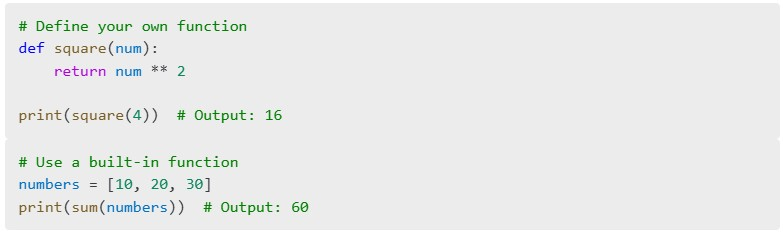 # Define your own function
def square(num):
    return num ** 2
print(square(4))  # Output: 16
# Use a built-in function
numbers = [10, 20, 30]
print(sum(numbers))  # Output: 60